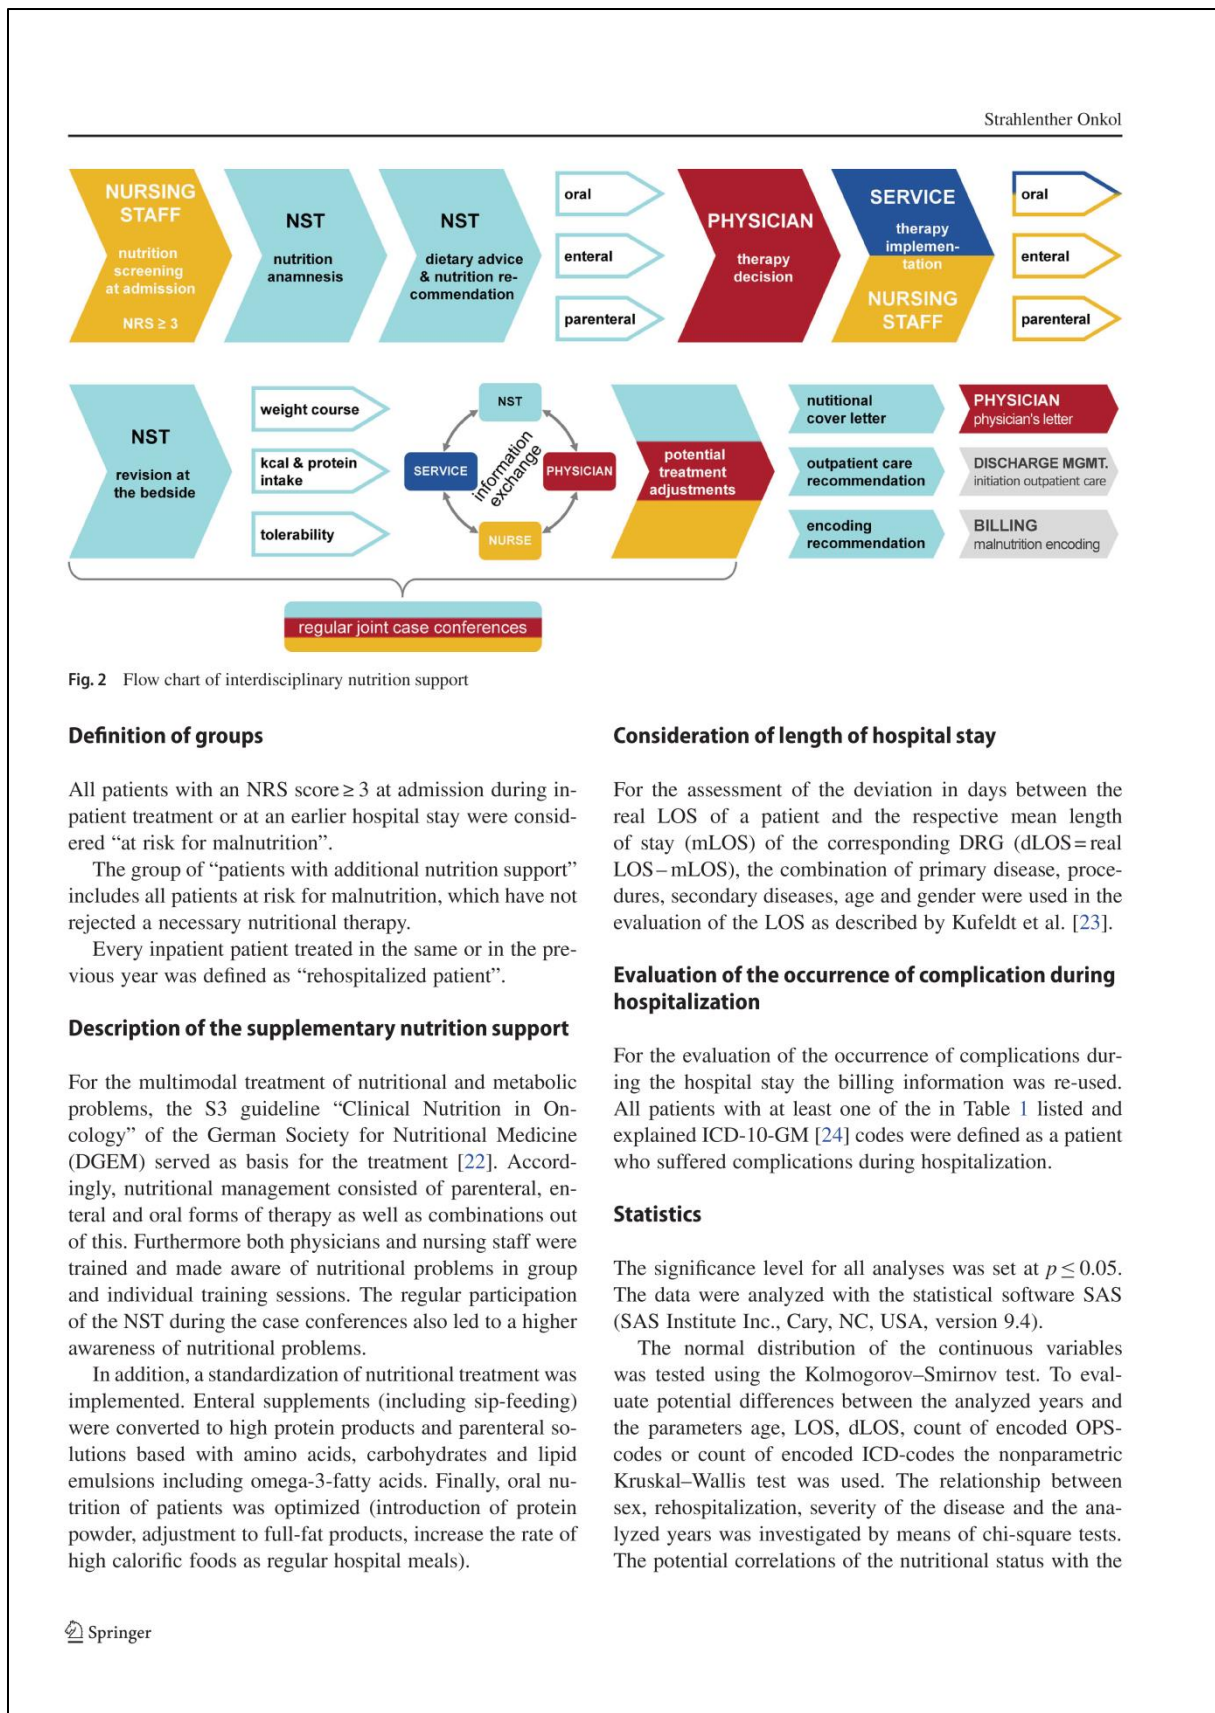 Strahlenther Onkol
NURSING
STAFF
nutrition
screening
at admission
NRS ≥ 3
NST
nutrition
anamnesis
NST
dietary advice
& nutrition re-
commendation
oral
enteral
parenteral
PHYSICIAN
therapy
decision
SERVICE
therapy
implemen-
tation
NURSING
STAFF
oral
enteral
parenteral
NST
revision at
the bedside
weight course
kcal & protein
intake
tolerability
NST
SERVICE
information
exchange
PHYSICIAN
NURSE
potential
treatment
adjustments
nutitional
cover letter
PHYSICIAN
physician's letter
outpatient care
recommendation
DISCHARGE MGMT.
initiation outpatient care
encoding
recommendation
BILLING
malnutrition encoding
regular joint case conferences
Fig. 2 Flow chart of interdisciplinary nutrition support
Definition of groups
All patients with an NRS score ≥ 3 at admission during in-
patient treatment or at an earlier hospital stay were consid-
ered “at risk for malnutrition”.
The group of “patients with additional nutrition support”
includes all patients at risk for malnutrition, which have not
rejected a necessary nutritional therapy.
Every inpatient patient treated in the same or in the pre-
vious year was defined as “rehospitalized patient”.
Description of the supplementary nutrition support
For the multimodal treatment of nutritional and metabolic
problems, the S3 guideline “Clinical Nutrition in On-
cology” of the German Society for Nutritional Medicine
(DGEM) served as basis for the treatment [22]. Accord-
ingly, nutritional management consisted of parenteral, en-
teral and oral forms of therapy as well as combinations out
of this. Furthermore both physicians and nursing staff were
trained and made aware of nutritional problems in group
and individual training sessions. The regular participation
of the NST during the case conferences also led to a higher
awareness of nutritional problems.
In addition, a standardization of nutritional treatment was
implemented. Enteral supplements (including sip-feeding)
were converted to high protein products and parenteral so-
lutions based with amino acids, carbohydrates and lipid
emulsions including omega-3-fatty acids. Finally, oral nu-
trition of patients was optimized (introduction of protein
powder, adjustment to full-fat products, increase the rate of
high calorific foods as regular hospital meals).
Consideration of length of hospital stay
For the assessment of the deviation in days between the
real LOS of a patient and the respective mean length
of stay (mLOS) of the corresponding DRG (dLOS = real
LOS – mLOS), the combination of primary disease, proce-
dures, secondary diseases, age and gender were used in the
evaluation of the LOS as described by Kufeldt et al. [23].
Evaluation of the occurrence of complication during
hospitalization
For the evaluation of the occurrence of complications dur-
ing the hospital stay the billing information was re-used.
All patients with at least one of the in Table 1 listed and
explained ICD-10-GM [24] codes were defined as a patient
who suffered complications during hospitalization.
Statistics
The significance level for all analyses was set at p ≤ 0.05.
The data were analyzed with the statistical software SAS
(SAS Institute Inc., Cary, NC, USA, version 9.4).
The normal distribution of the continuous variables
was tested using the Kolmogorov–Smirnov test. To eval-
uate potential differences between the analyzed years and
the parameters age, LOS, dLOS, count of encoded OPS-
codes or count of encoded ICD-codes the nonparametric
Kruskal–Wallis test was used. The relationship between
sex, rehospitalization, severity of the disease and the ana-
lyzed years was investigated by means of chi-square tests.
The potential correlations of the nutritional status with the
Springer